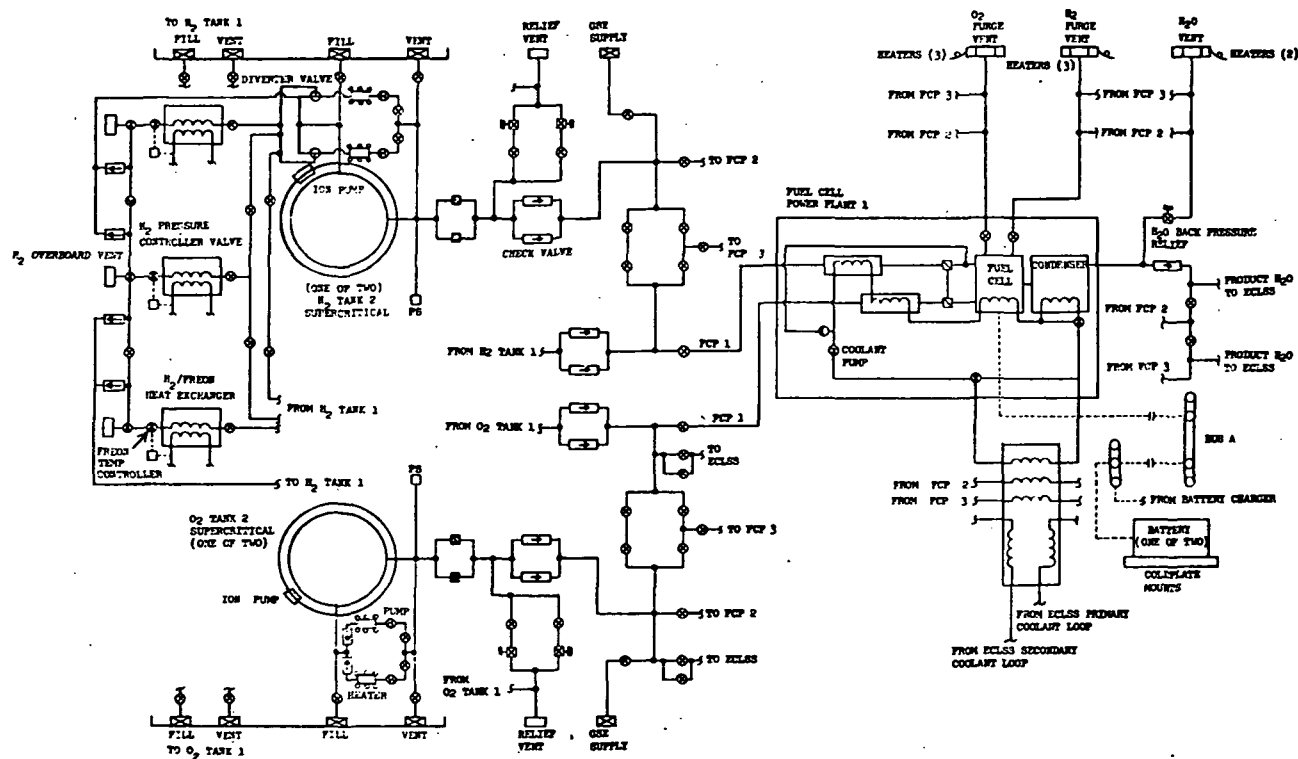 TO H2 TANK 1
FILL
VENT
FILL
VENT
DIVERTER VALVE
ION PUMP
H2 PRESSURE
CONTROLLER VALVE
H2 OVERBOARD VENT
(ONE OF TWO)
H2 TANK 2
SUPERCRITICAL
PS
H2/FREON
HEAT EXCHANGER
FROM H2 TANK 1
FREON
TEMP
CONTROLLER
TO H2 TANK 1
RELIEF
VENT
GSE
SUPPLY
TO FCP 2
CHECK VALVE
TO
FCP 3
FROM H2 TANK 1
FCP 1
FROM O2 TANK 1
FCP 1
TO
ECLSS
TO FCP 3
TO FCP 2
TO ECLSS
PS
O2 TANK 2
SUPERCRITICAL
(ONE OF TWO)
ION PUMP
PUMP
HEATER
FROM
O2 TANK 1
FILL
VENT
FILL
VENT
TO O2 TANK 1
RELIEF
VENT
GSE
SUPPLY
O2
PURGE
VENT
H2
PURGE
VENT
H2O
VENT
HEATERS (3)
HEATERS (3)
HEATERS (2)
FROM FCP 3
FROM FCP 3
FROM FCP 2
FROM FCP 2
FUEL CELL
POWER PLANT 1
H2O BACK PRESSURE
RELIEF
FUEL
CELL
CONDENSER
COOLANT
PUMP
PRODUCT H2O
TO ECLSS
FROM FCP 2
FROM FCP 3
PRODUCT H2O
TO ECLSS
BUS A
FROM FCP 2
FROM FCP 3
FROM BATTERY CHARGER
BATTERY
(ONE OF TWO)
COLDPLATE
MOUNTS
FROM ECLSS PRIMARY
COOLANT LOOP
FROM ECLSS SECONDARY
COOLANT LOOP